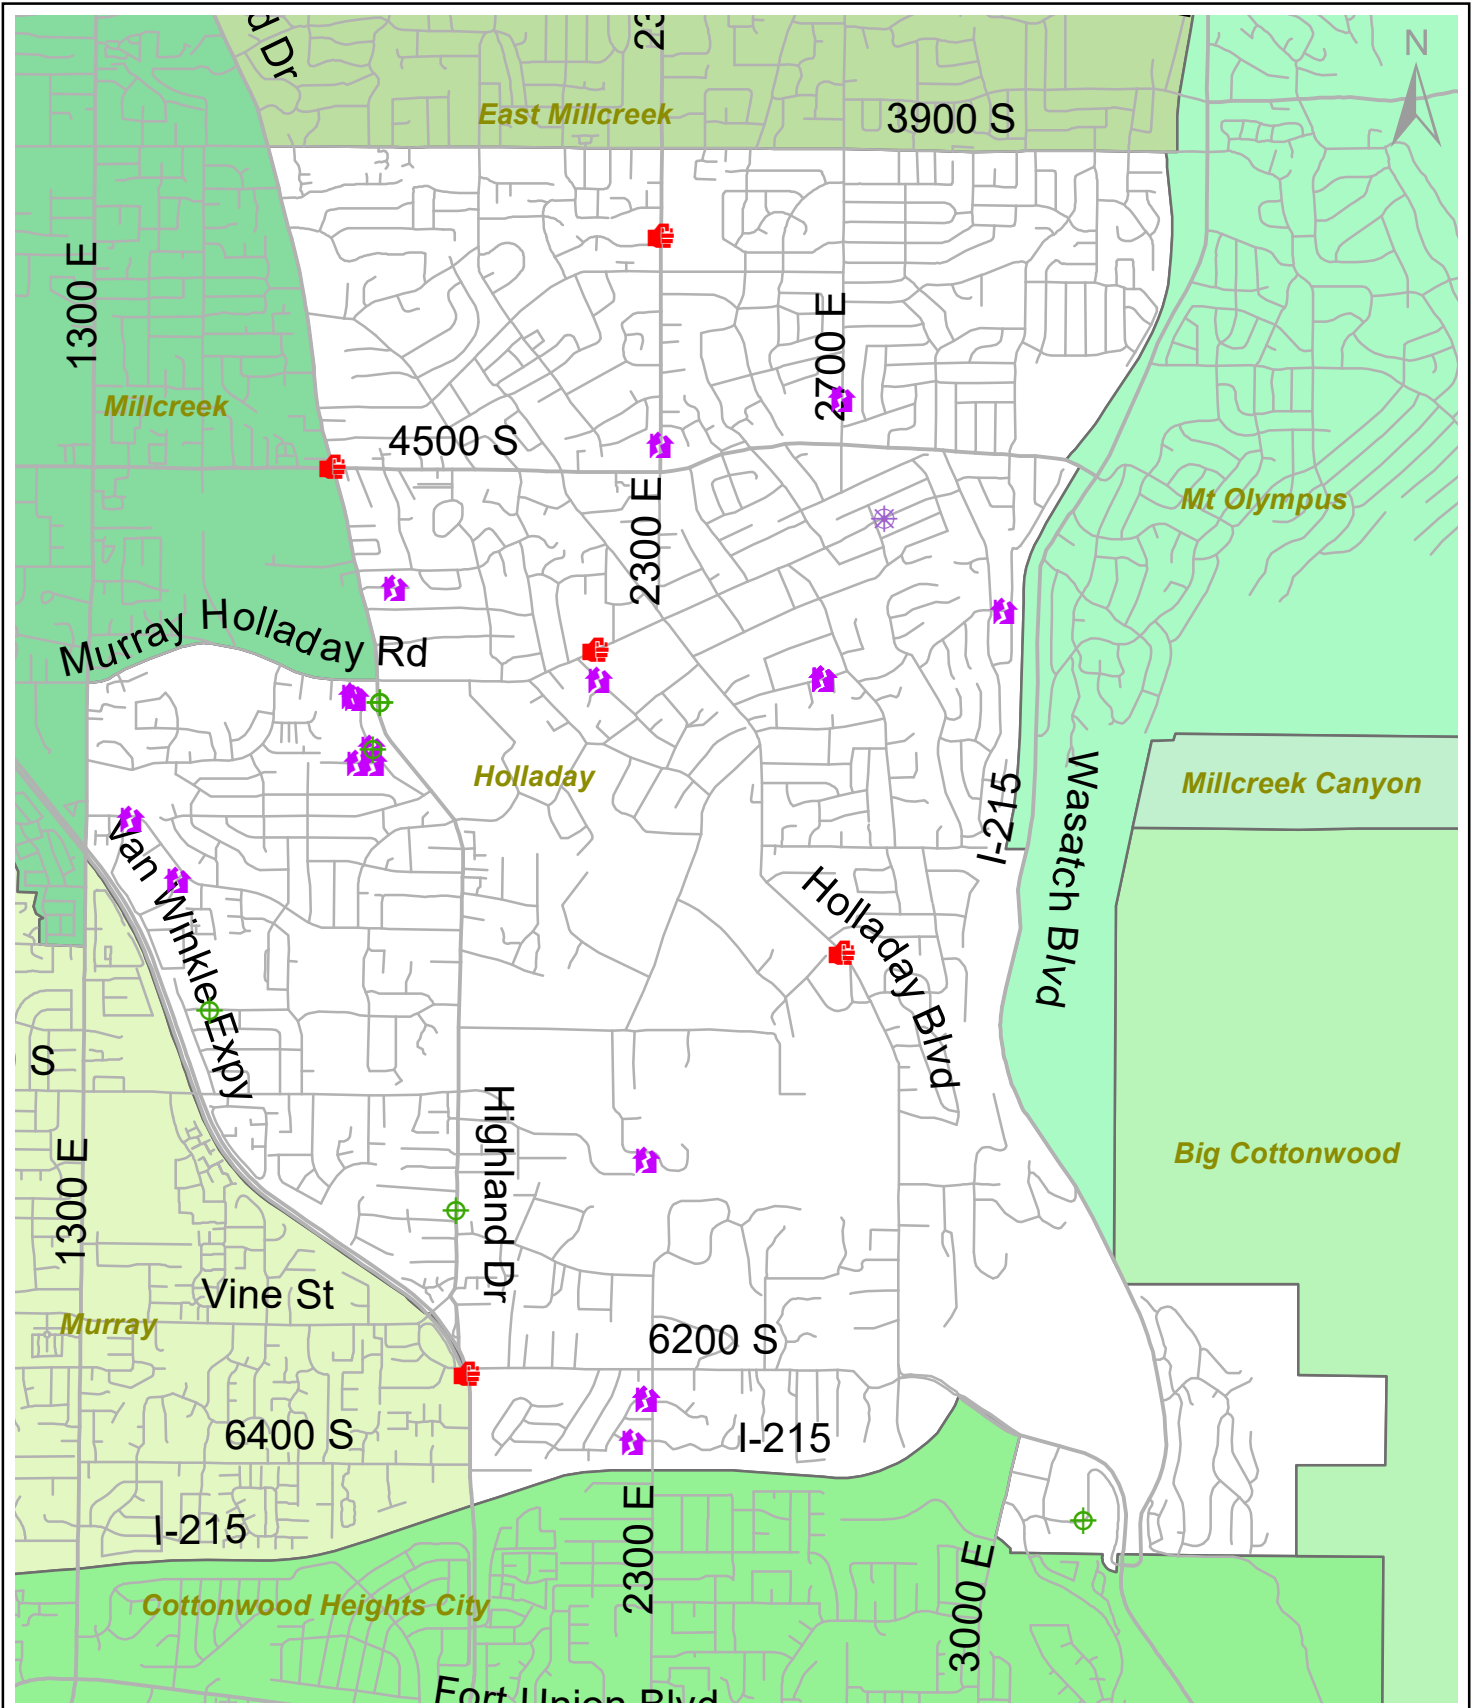 d Dr
23
N
East Millcreek
3900 S
1300 E
2700 E
Millcreek
4500 S
Mt Olympus
2300 E
Murray Holladay Rd
Holladay
Millcreek Canyon
I-215
Wasatch Blvd
Van Winkle Expy
Holladay Blvd
S
Highland Dr
1300 E
Big Cottonwood
Vine St
Murray
6200 S
6400 S
I-215
I-215
2300 E
3000 E
Cottonwood Heights City
Fort Union Blvd